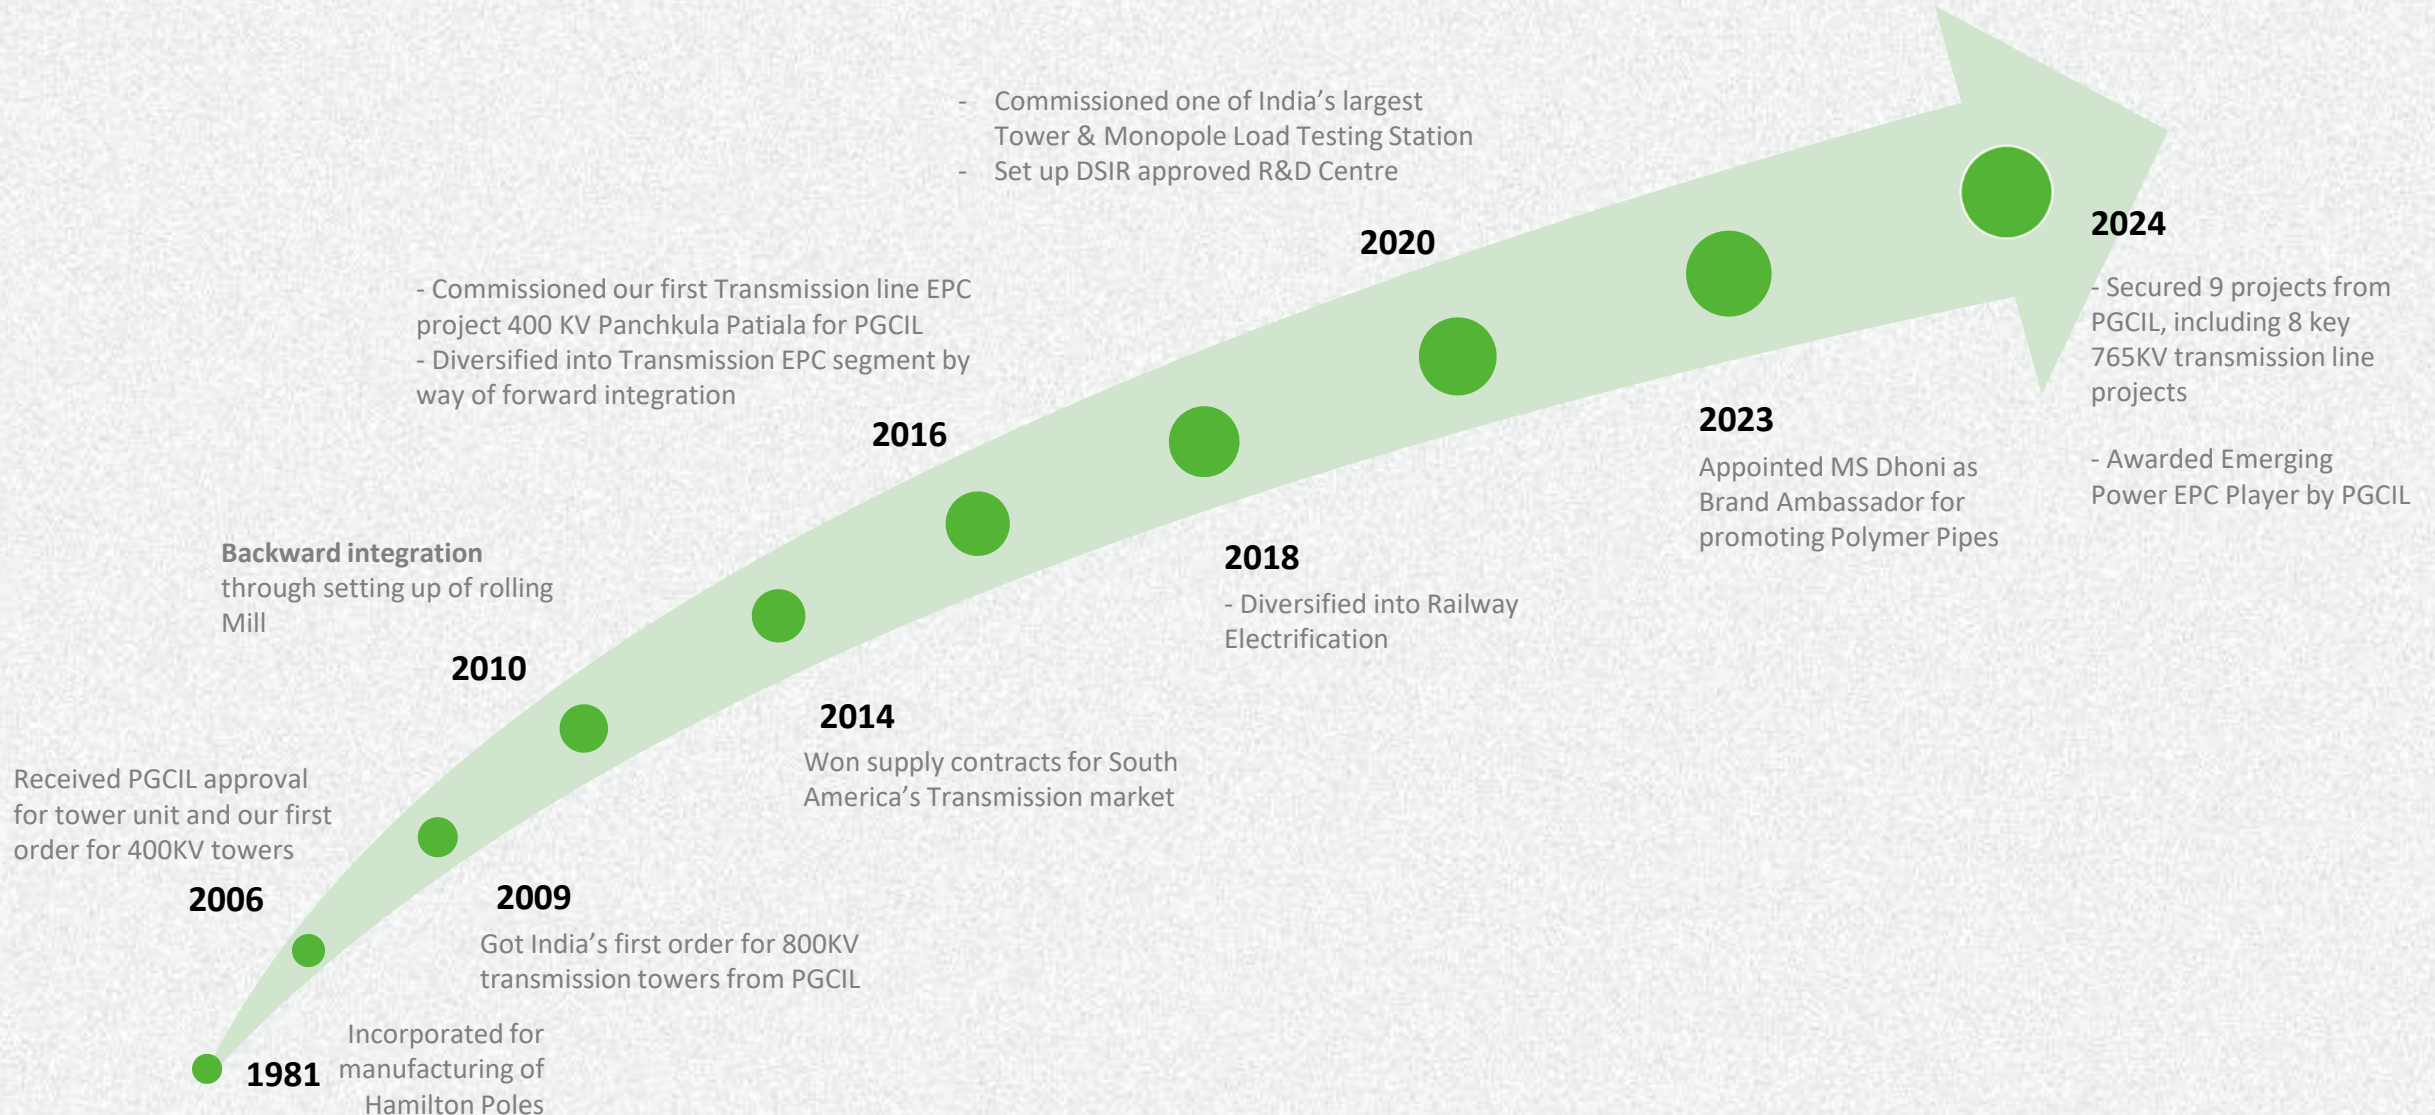 - Commissioned one of India’s largest
Tower & Monopole Load Testing Station
- Set up DSIR approved R&D Centre
2020
2024
- Secured 9 projects from
PGCIL, including 8 key
765KV transmission line
projects
- Awarded Emerging
Power EPC Player by PGCIL
- Commissioned our first Transmission line EPC
project 400 KV Panchkula Patiala for PGCIL
- Diversified into Transmission EPC segment by
way of forward integration
2016
2023
Appointed MS Dhoni as
Brand Ambassador for
promoting Polymer Pipes
Backward integration
through setting up of rolling
Mill
2010
2018
- Diversified into Railway
Electrification
2014
Won supply contracts for South
America’s Transmission market
Received PGCIL approval
for tower unit and our first
order for 400KV towers
2006
2009
Got India’s first order for 800KV
transmission towers from PGCIL
1981
Incorporated for
manufacturing of
Hamilton Poles